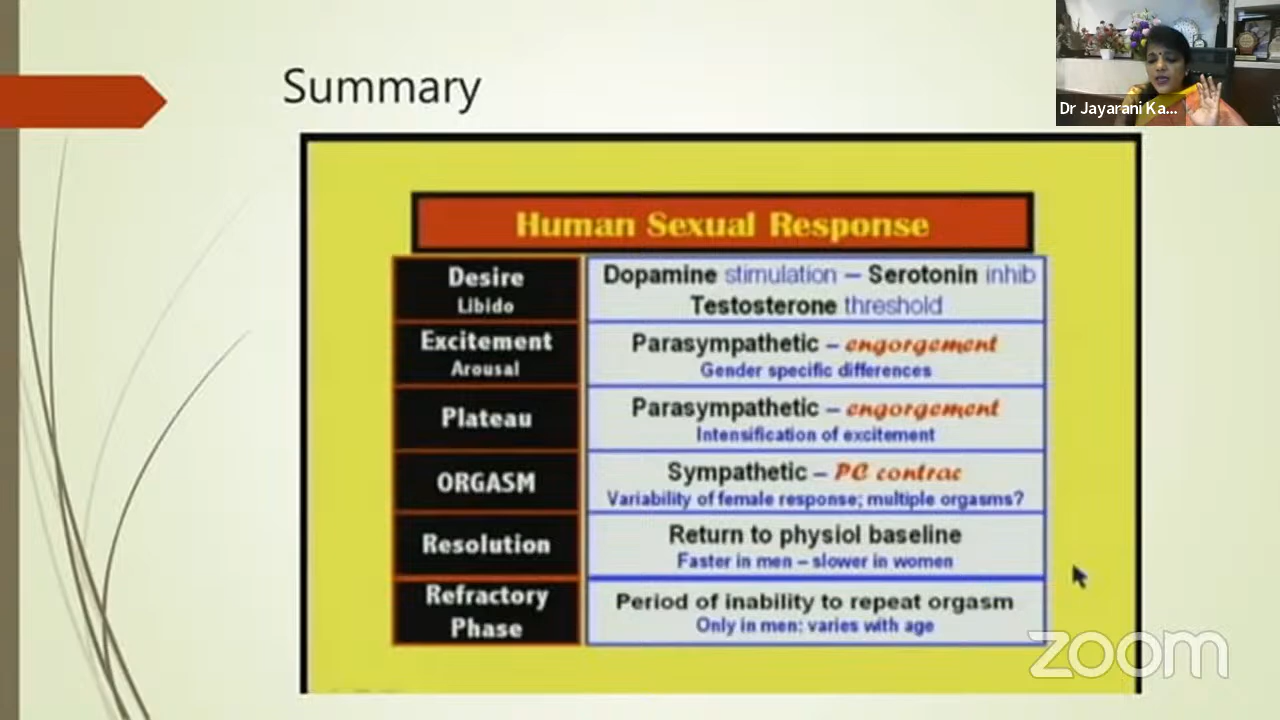 Summary
Dr Jayarani Ka...
Human Sexual Response
Desire
Libido
Dopamine stimulation – Serotonin inhib
Testosterone threshold
Excitement
Arousal
Parasympathetic – engorgement
Gender specific differences
Plateau
Parasympathetic – engorgement
Intensification of excitement
ORGASM
Sympathetic – PC contrac
Variability of female response; multiple orgasms?
Resolution
Return to physiol baseline
Faster in men – slower in women
Refractory
Phase
Period of inability to repeat orgasm
Only in men; varies with age
zoom